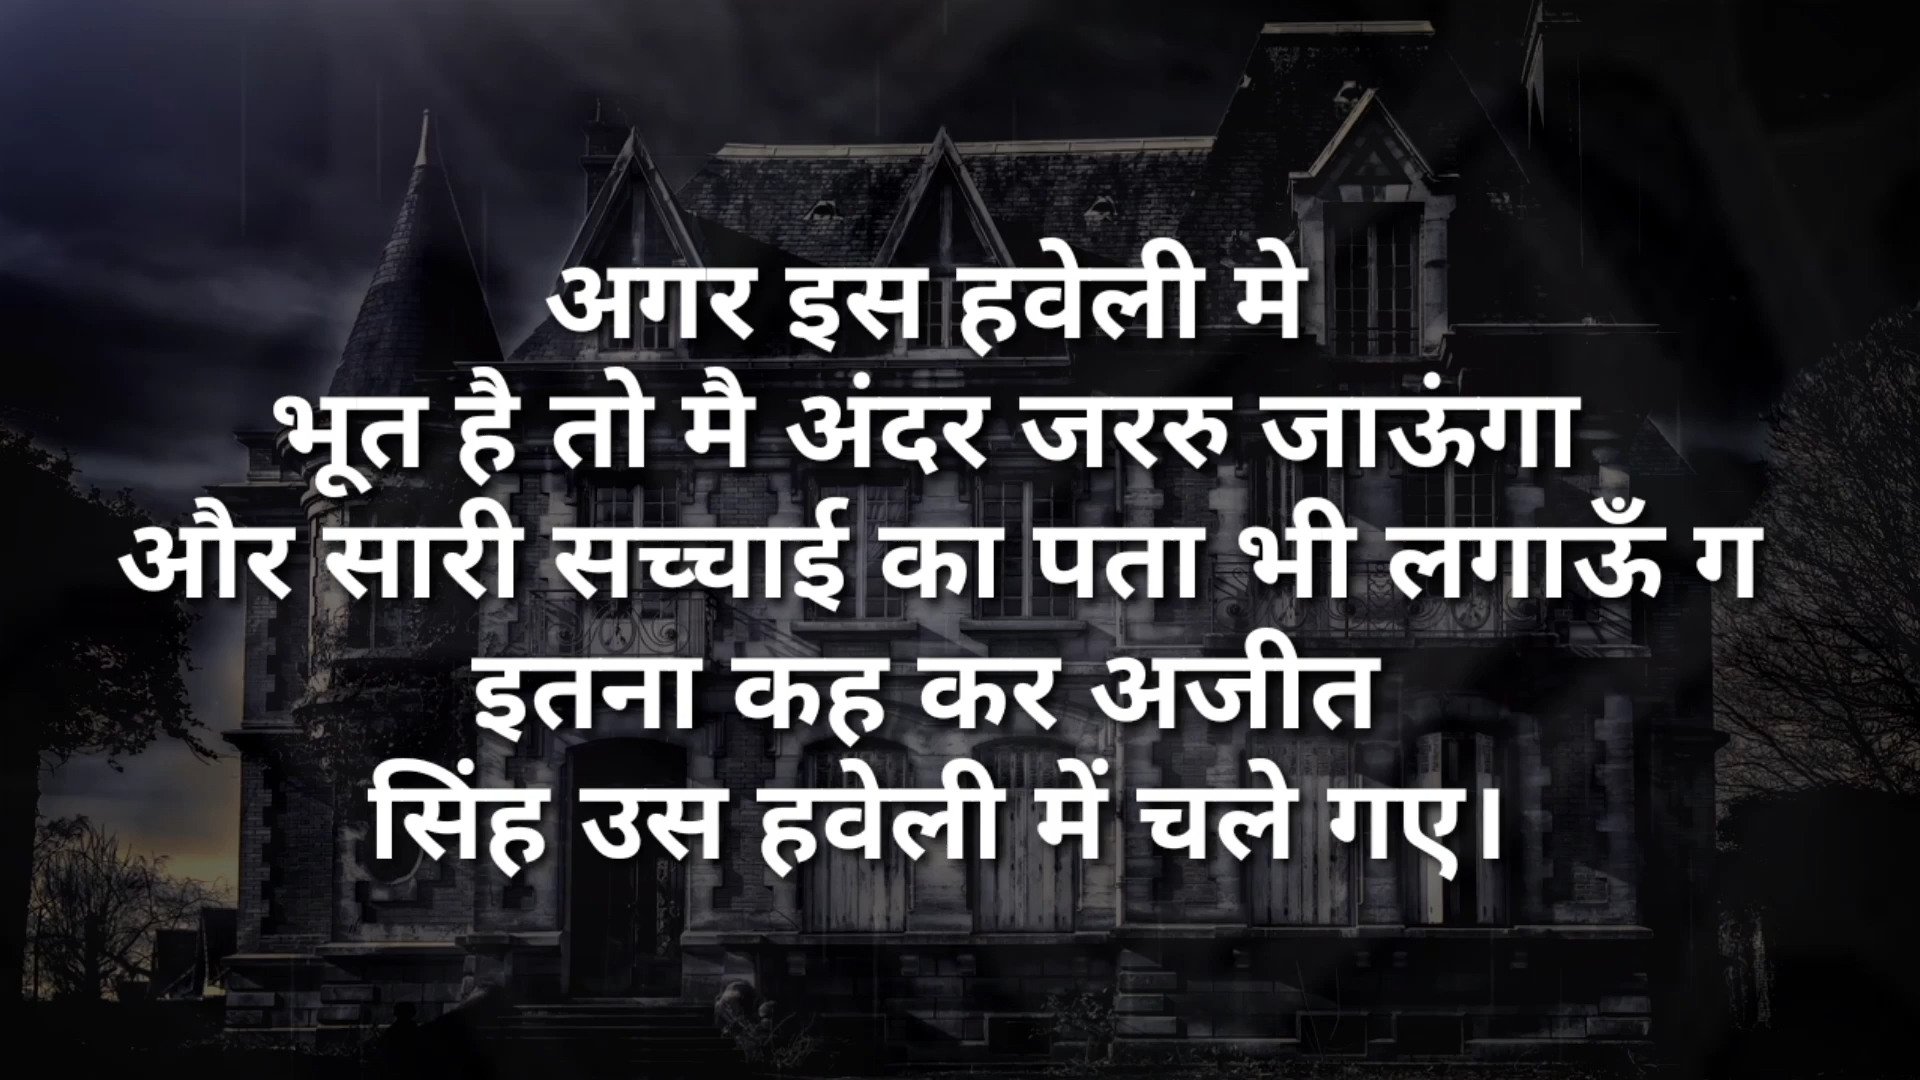 अगर इस हवेली मे
भूत है तो मै अंदर जररु जाऊंगा
और सारी सच्चाई का पता भी लगाऊँ ग
इतना कह कर अजीत
सिंह उस हवेली में चले गए।